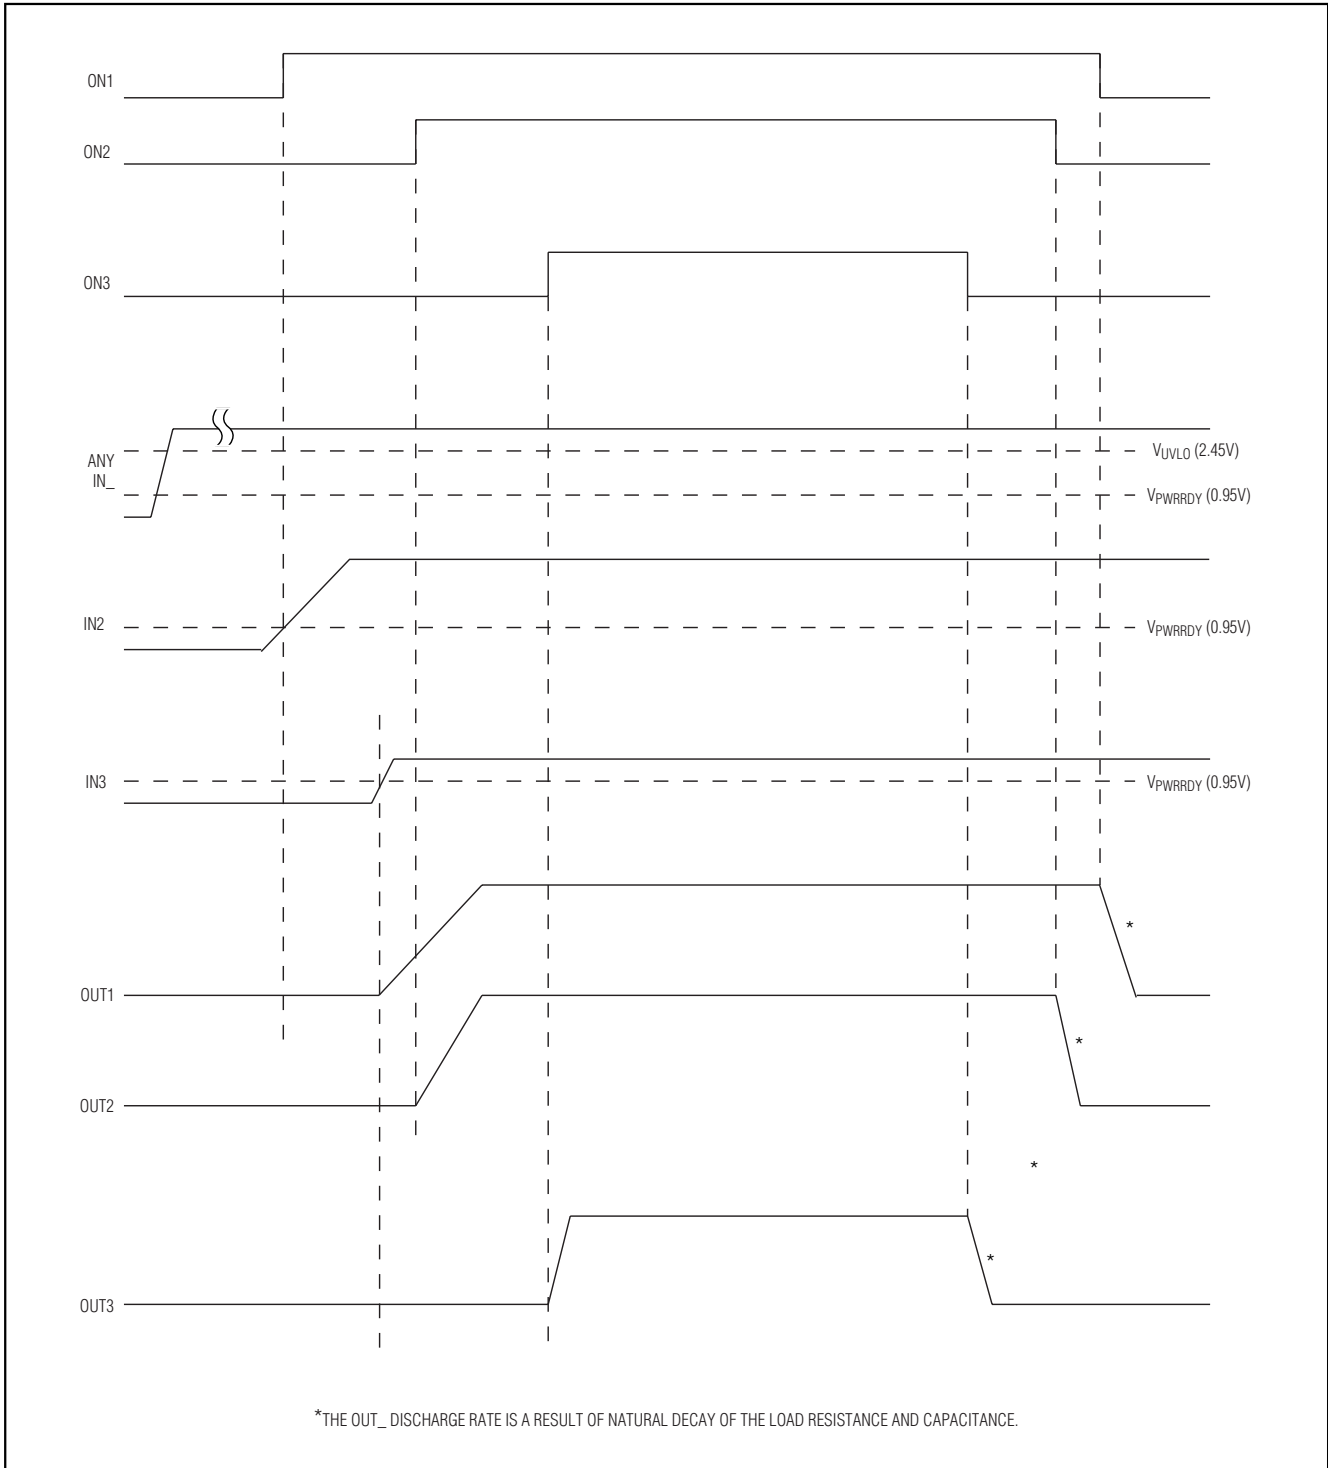 ON1
ON2
ON3
ANY
IN_
VUVLO (2.45V)
VPWRRDY (0.95V)
IN2
VPWRRDY (0.95V)
IN3
VPWRRDY (0.95V)
*
OUT1
*
OUT2
*
*
OUT3
*THE OUT_ DISCHARGE RATE IS A RESULT OF NATURAL DECAY OF THE LOAD RESISTANCE AND CAPACITANCE.